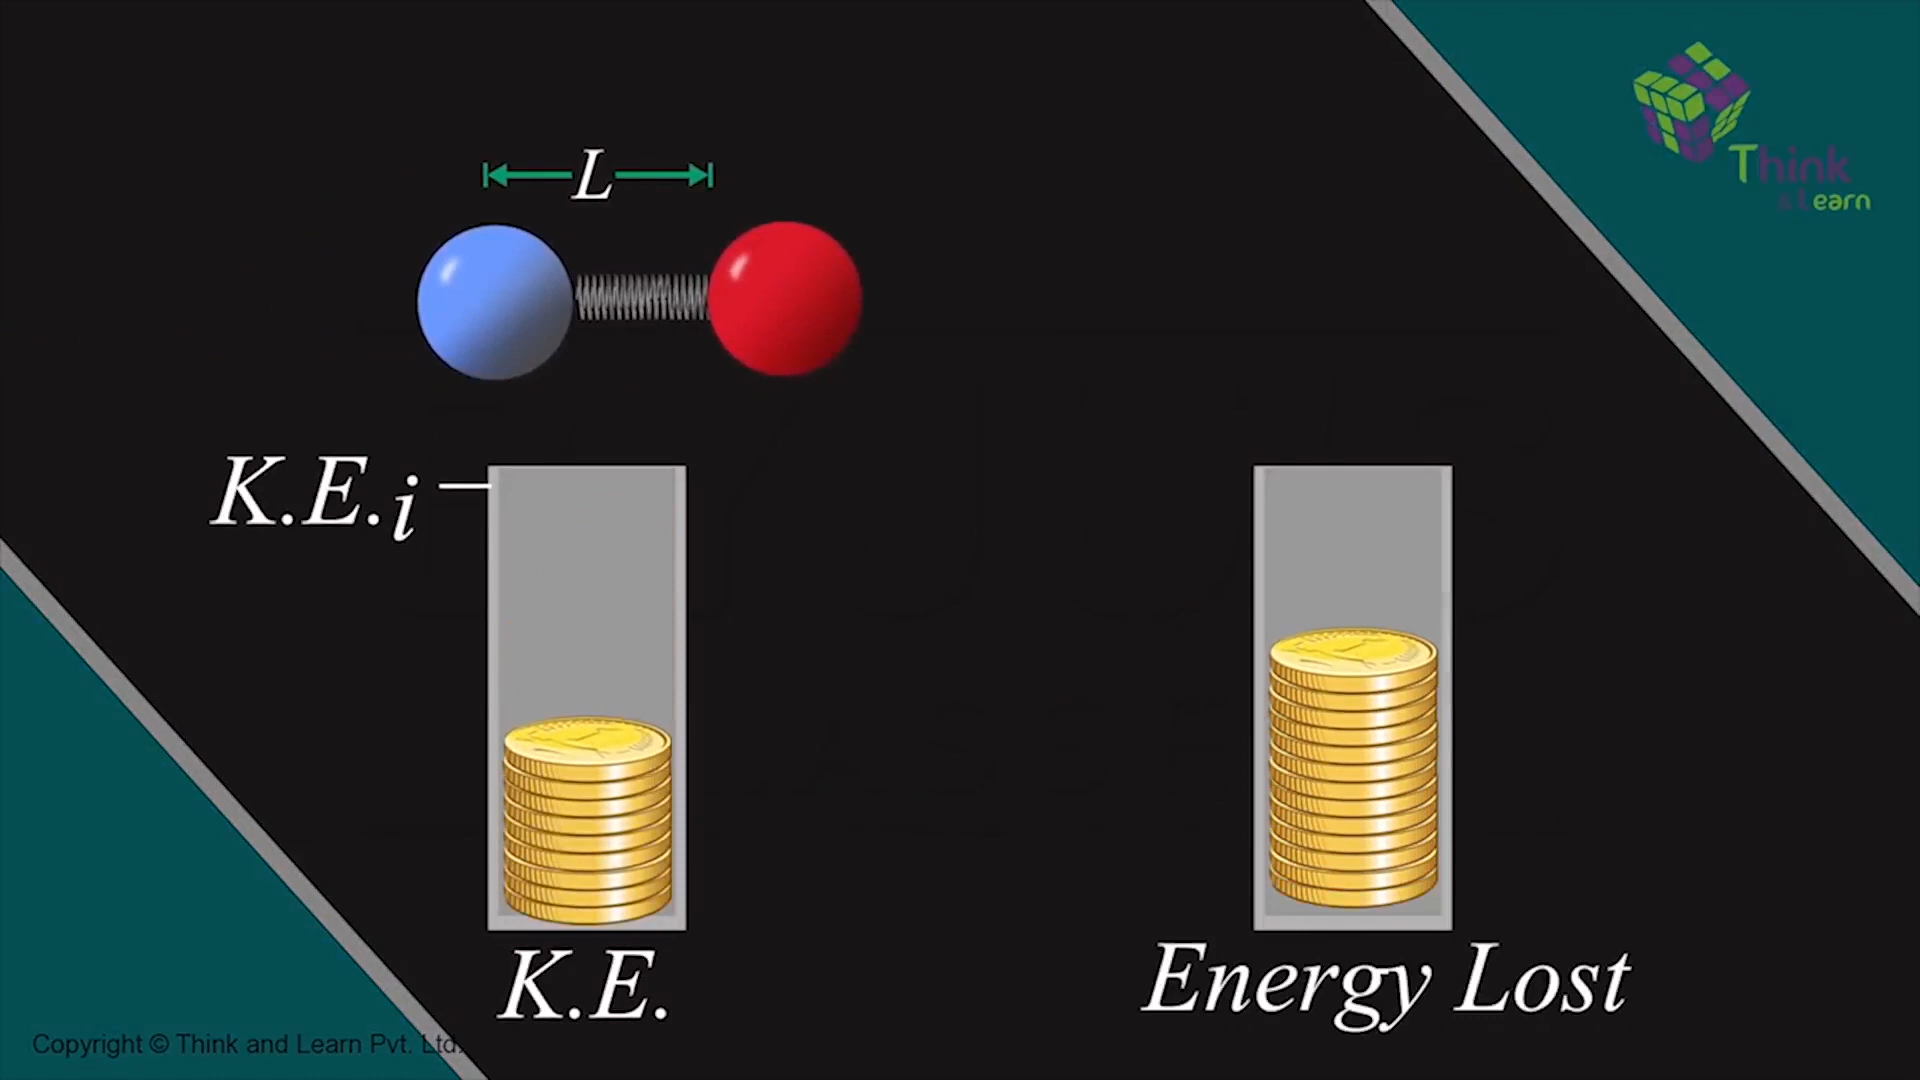 Think
& Learn
L
K.E.i
K.E.
Energy Lost
Copyright © Think and Learn Pvt. Ltd.